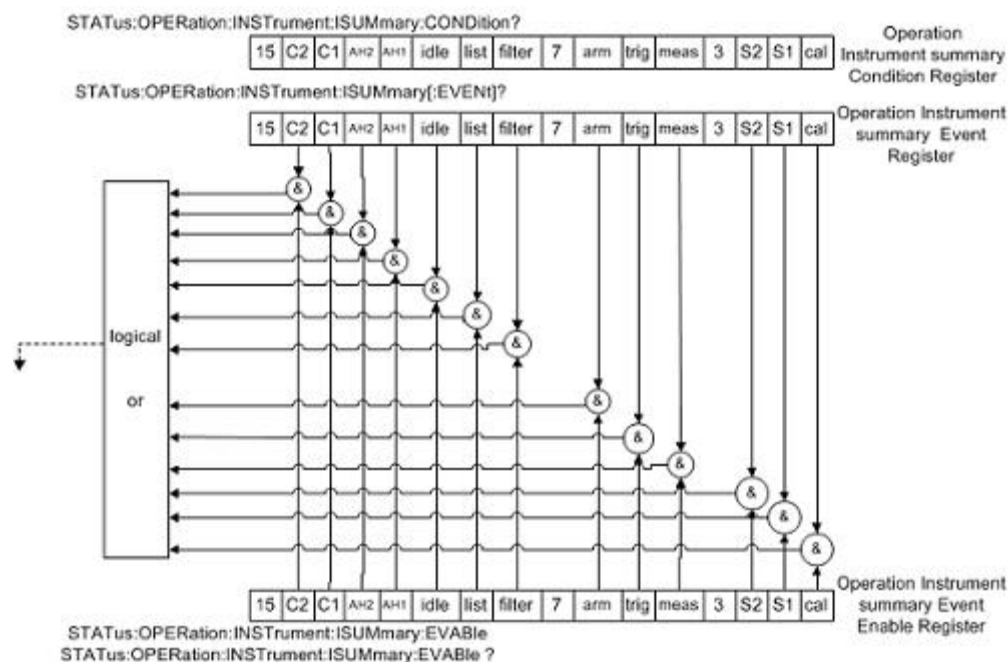 STATus:OPERation:INSTrument:ISUMmary:CONDition?
15 C2 C1 AH2 AH1 idle list filter 7 arm trig meas 3 S2 S1 cal
Operation
Instrument summary
Condition Register
STATus:OPERation:INSTrument:ISUMmary[:EVENt]?
15 C2 C1 AH2 AH1 idle list filter 7 arm trig meas 3 S2 S1 cal
Operation Instrument
summary Event
Register
&
&
&
&
&
&
&
logical
or
&
&
&
&
&
&
15 C2 C1 AH2 AH1 idle list filter 7 arm trig meas 3 S2 S1 cal
Operation Instrument
summary Event
Enable Register
STATus:OPERation:INSTrument:ISUMmary:EVABle
STATus:OPERation:INSTrument:ISUMmary:EVABle ?